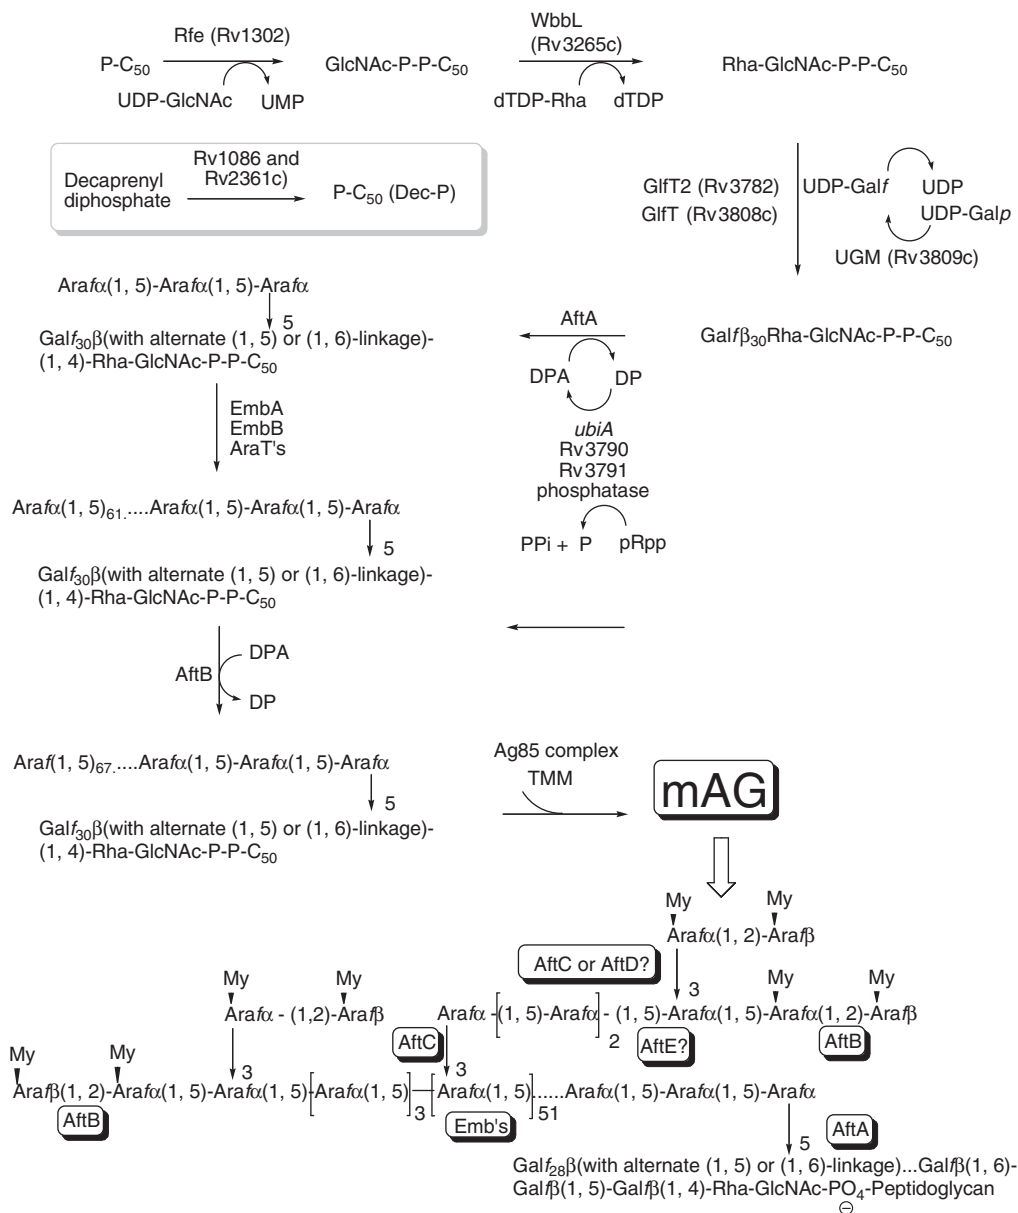 Rfe (Rv1302)
P-C50
GlcNAc-P-P-C50
UDP-GlcNAc
UMP
WbbL
(Rv3265c)
dTDP-Rha
dTDP
Rha-GlcNAc-P-P-C50
Decaprenyl
diphosphate
Rv1086 and
Rv2361c)
P-C50 (Dec-P)
GlfT2 (Rv3782)
GlfT (Rv3808c)
UDP-Galf
UDP
UDP-Galp
UGM (Rv3809c)
Arafα(1, 5)-Arafα(1, 5)-Arafα
5
Galf30β(with alternate (1, 5) or (1, 6)-linkage)-
(1, 4)-Rha-GlcNAc-P-P-C50
AftA
DPA
DP
Galfβ30Rha-GlcNAc-P-P-C50
ubiA
Rv3790
Rv3791
phosphatase
PPi + P
pRpp
EmbA
EmbB
AraT's
Arafα(1, 5)61.....Arafα(1, 5)-Arafα(1, 5)-Arafα
5
Galf30β(with alternate (1, 5) or (1, 6)-linkage)-
(1, 4)-Rha-GlcNAc-P-P-C50
AftB
DPA
DP
Araf(1, 5)67.....Arafα(1, 5)-Arafα(1, 5)-Arafα
5
Galf30β(with alternate (1, 5) or (1, 6)-linkage)-
(1, 4)-Rha-GlcNAc-P-P-C50
Ag85 complex
TMM
mAG
My
My
Arafα(1, 2)-Arafβ
AftC or AftD?
3
My
My
My
My
Arafα - (1,2)-Arafβ
Arafα -[(1, 5)-Arafα]2 - (1, 5)-Arafα(1, 5)-Arafα(1, 2)-Arafβ
AftC
AftE?
AftB
3
3
My
My
Arafβ(1, 2)-Arafα(1, 5)-Arafα(1, 5)-[Arafα(1, 5)]3-[Arafα(1, 5)]51......Arafα(1, 5)-Arafα(1, 5)-Arafα
AftB
Emb's
AftA
5
Galf28β(with alternate (1, 5) or (1, 6)-linkage)...Galfβ(1, 6)-
Galfβ(1, 5)-Galfβ(1, 4)-Rha-GlcNAc-PO4-Peptidoglycan
⊖